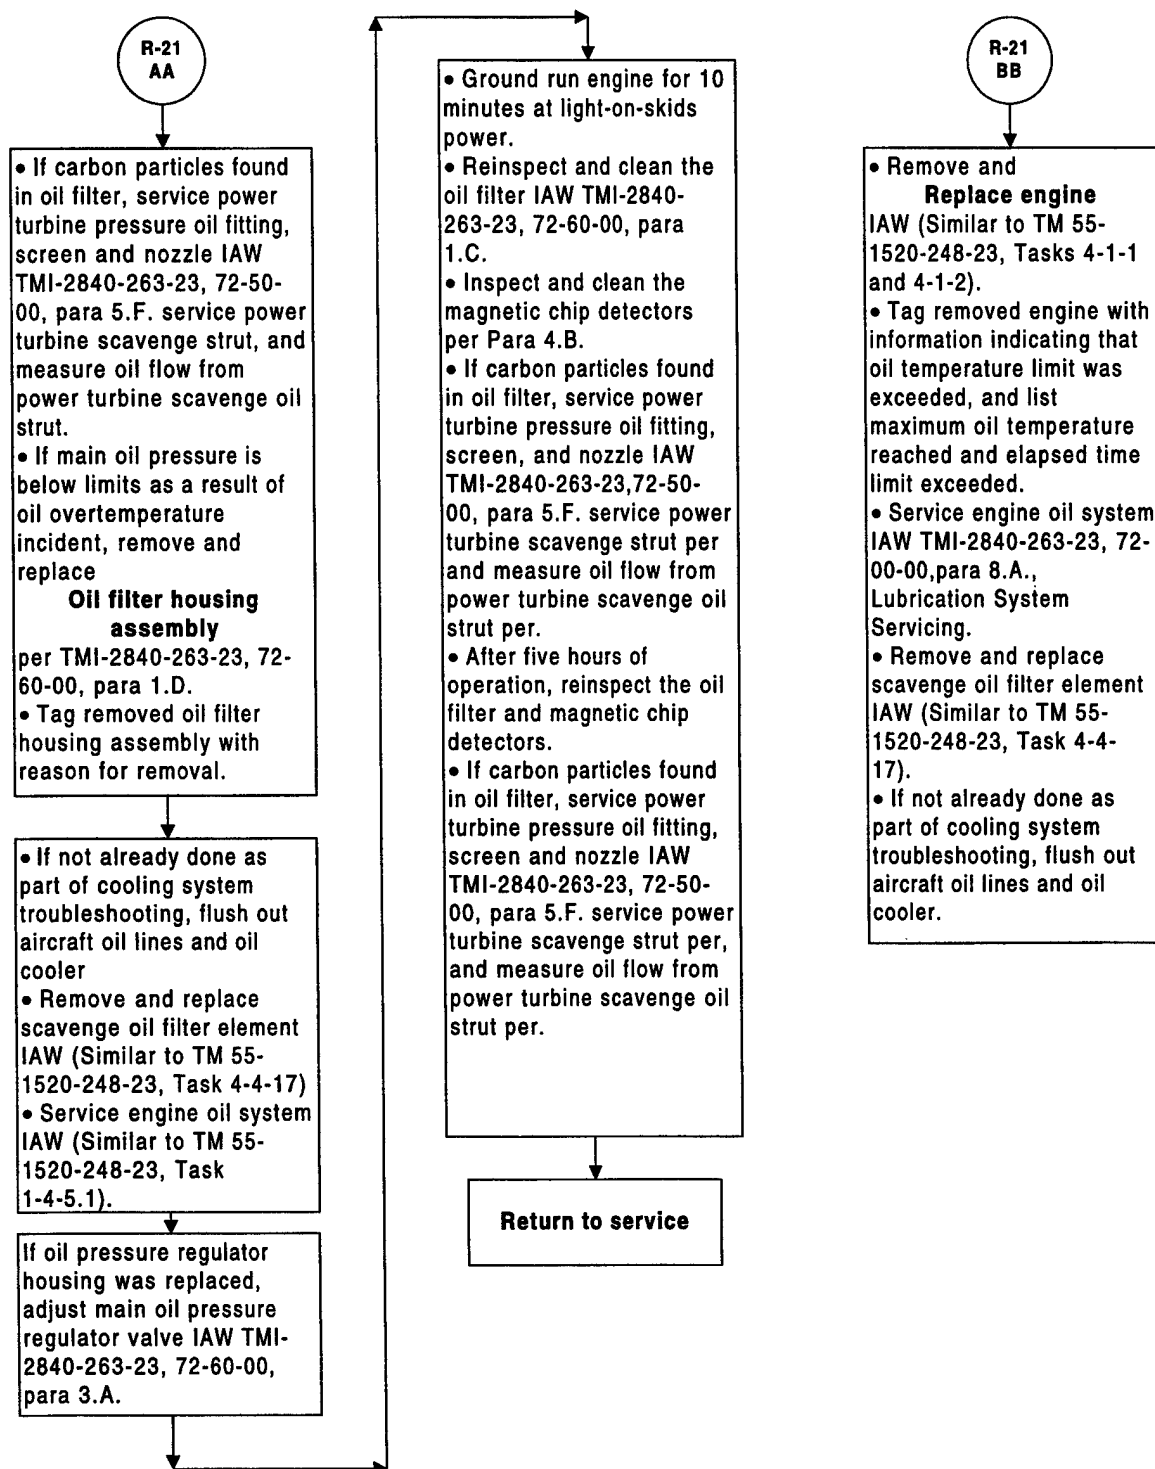 R-21
AA
• If carbon particles found
in oil filter, service power
turbine pressure oil fitting,
screen and nozzle IAW
TMI-2840-263-23, 72-50-
00, para 5.F. service power
turbine scavenge strut, and
measure oil flow from
power turbine scavenge oil
strut.
• If main oil pressure is
below limits as a result of
oil overtemperature
incident, remove and
replace
Oil filter housing
assembly
per TMI-2840-263-23, 72-
60-00, para 1.D.
• Tag removed oil filter
housing assembly with
reason for removal.
• If not already done as
part of cooling system
troubleshooting, flush out
aircraft oil lines and oil
cooler
• Remove and replace
scavenge oil filter element
IAW (Similar to TM 55-
1520-248-23, Task 4-4-17)
• Service engine oil system
IAW (Similar to TM 55-
1520-248-23, Task
1-4-5.1).
If oil pressure regulator
housing was replaced,
adjust main oil pressure
regulator valve IAW TMI-
2840-263-23, 72-60-00,
para 3.A.
• Ground run engine for 10
minutes at light-on-skids
power.
• Reinspect and clean the
oil filter IAW TMI-2840-
263-23, 72-60-00, para
1.C.
• Inspect and clean the
magnetic chip detectors
per Para 4.B.
• If carbon particles found
in oil filter, service power
turbine pressure oil fitting,
screen, and nozzle IAW
TMI-2840-263-23,72-50-
00, para 5.F. service power
turbine scavenge strut per
and measure oil flow from
power turbine scavenge oil
strut per.
• After five hours of
operation, reinspect the oil
filter and magnetic chip
detectors.
• If carbon particles found
in oil filter, service power
turbine pressure oil fitting,
screen and nozzle IAW
TMI-2840-263-23, 72-50-
00, para 5.F. service power
turbine scavenge strut per,
and measure oil flow from
power turbine scavenge oil
strut per.
Return to service
R-21
BB
• Remove and
Replace engine
IAW (Similar to TM 55-
1520-248-23, Tasks 4-1-1
and 4-1-2).
• Tag removed engine with
information indicating that
oil temperature limit was
exceeded, and list
maximum oil temperature
reached and elapsed time
limit exceeded.
• Service engine oil system
IAW TMI-2840-263-23, 72-
00-00,para 8.A.,
Lubrication System
Servicing.
• Remove and replace
scavenge oil filter element
IAW (Similar to TM 55-
1520-248-23, Task 4-4-
17).
• If not already done as
part of cooling system
troubleshooting, flush out
aircraft oil lines and oil
cooler.